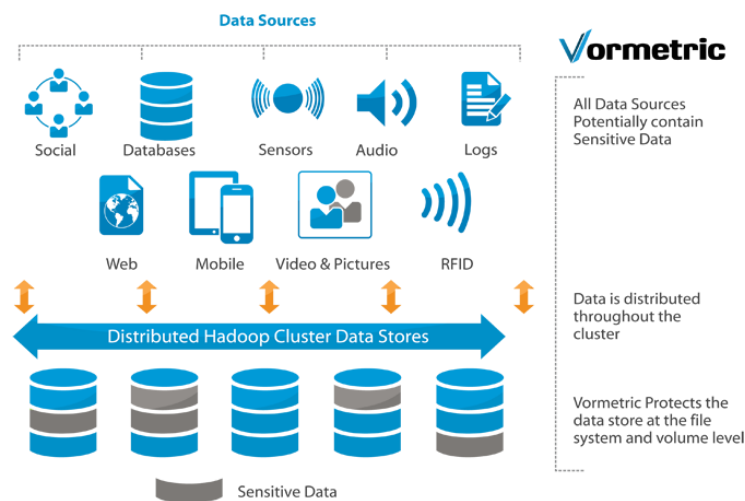 Data Sources
Vormetric
Social
Databases
Sensors
Audio
Logs
All Data Sources
Potentially contain
Sensitive Data
Web
Mobile
Video & Pictures
RFID
Distributed Hadoop Cluster Data Stores
Data is distributed
throughout the
cluster
Vormetric Protects the
data store at the file
system and volume level
Sensitive Data